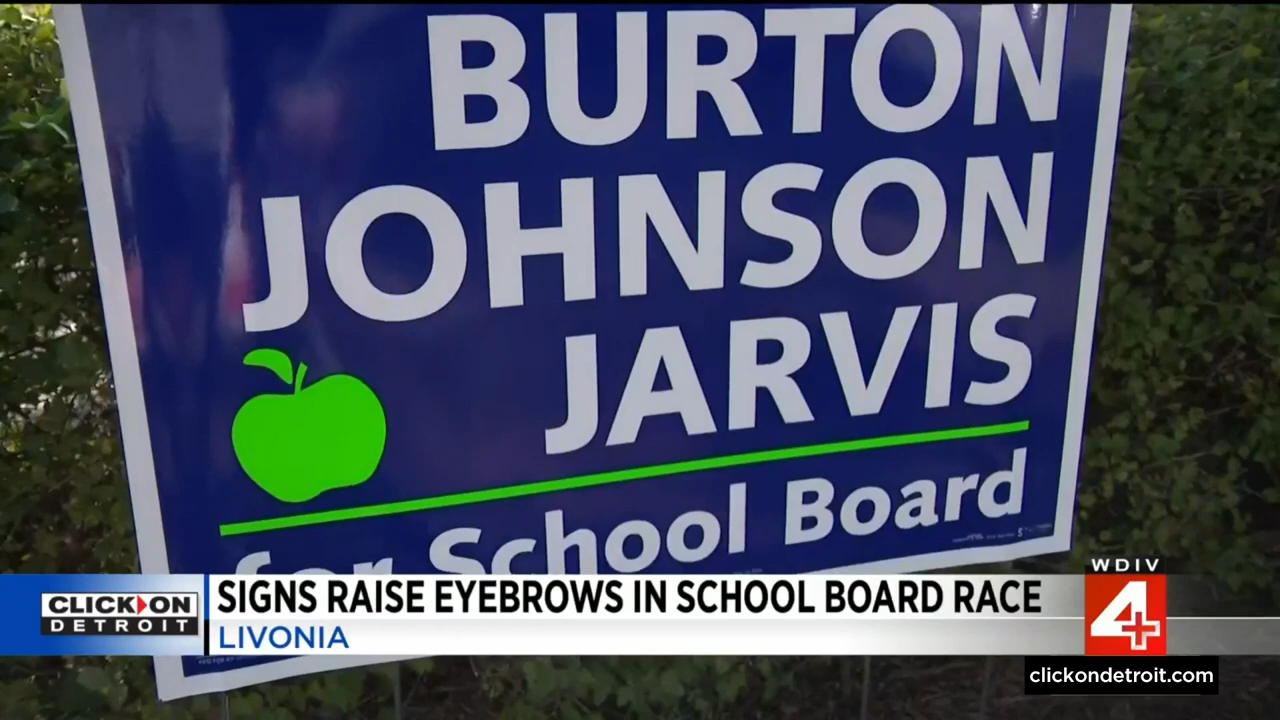 BURTON
JOHNSON
JARVIS
for School Board
CLICK ON
DETROIT
SIGNS RAISE EYEBROWS IN SCHOOL BOARD RACE
LIVONIA
WDIV
4+
clickondetroit.com